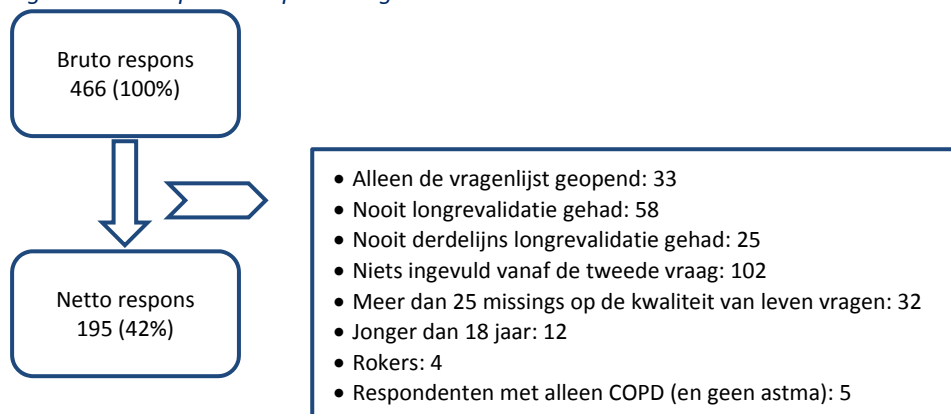 Bruto respons
466 (100%)
• Alleen de vragenlijst geopend: 33
• Nooit longrevalidatie gehad: 58
• Nooit derdelijns longrevalidatie gehad: 25
• Niets ingevuld vanaf de tweede vraag: 102
• Meer dan 25 missings op de kwaliteit van leven vragen: 32
• Jonger dan 18 jaar: 12
• Rokers: 4
• Respondenten met alleen COPD (en geen astma): 5
Netto respons
195 (42%)